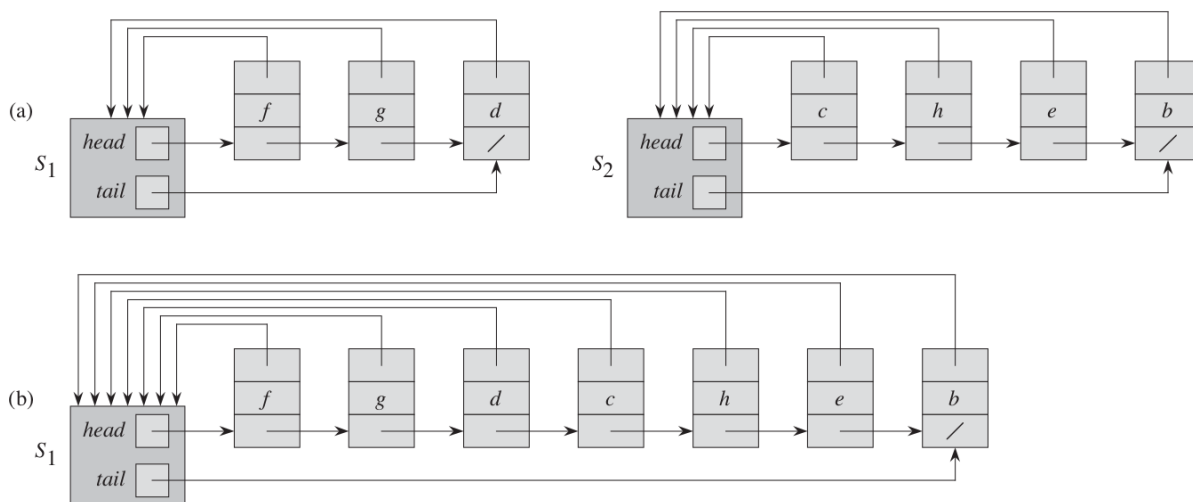 (a)
f g d
head
S1
tail
c h e b
head
S2
tail
(b)
f g d c h e b
head
S1
tail